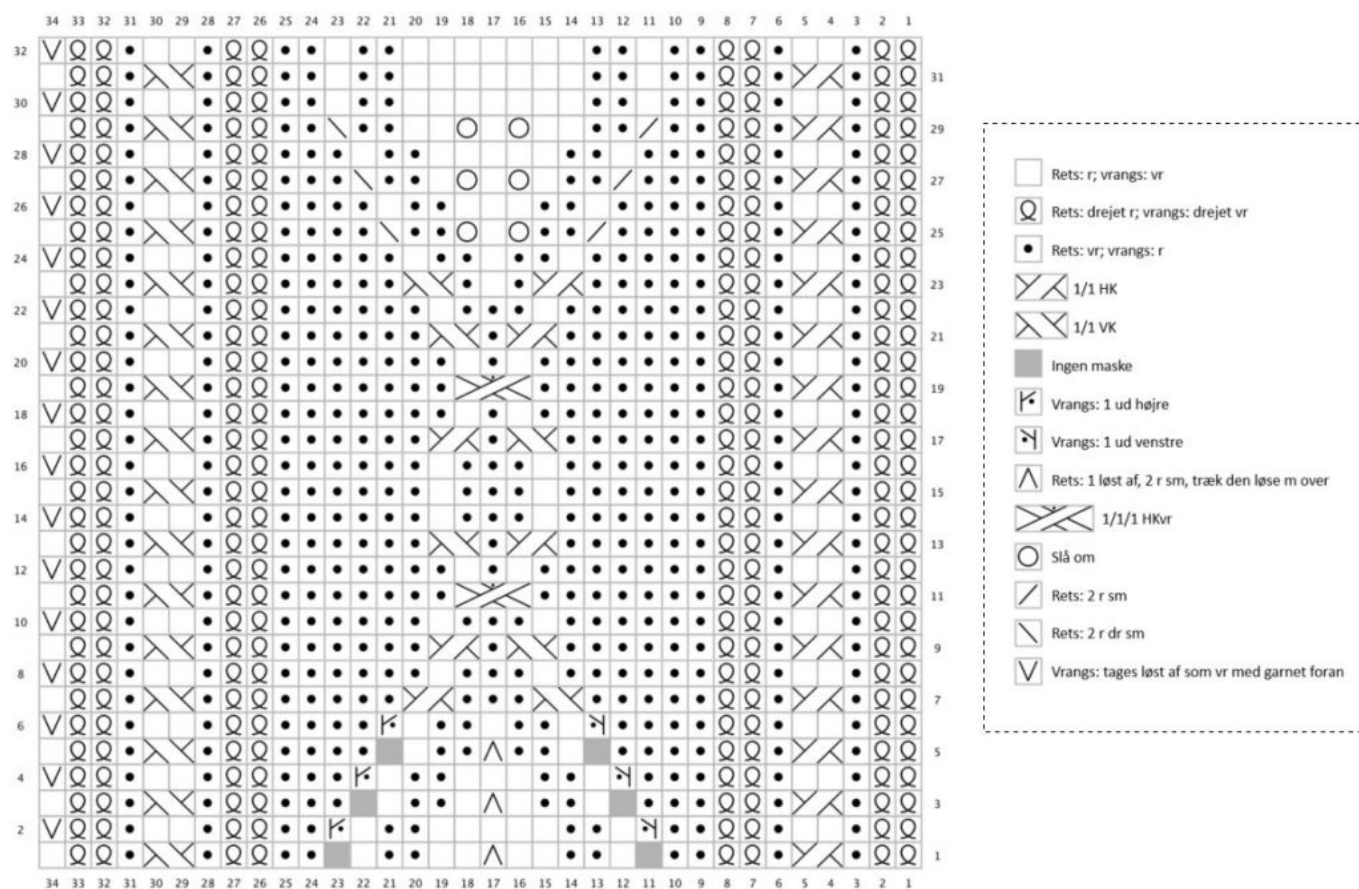 34 33 32 31 30 29 28 27 26 25 24 23 22 21 20 19 18 17 16 15 14 13 12 11 10 9 8 7 6 5 4 3 2 1
32
31
30
29
28
27
26
25
24
23
22
21
20
19
18
17
16
15
14
13
12
11
10
9
8
7
6
5
4
3
2
1
34 33 32 31 30 29 28 27 26 25 24 23 22 21 20 19 18 17 16 15 14 13 12 11 10 9 8 7 6 5 4 3 2 1
Rets: r; vrangs: vr
Rets: drejet r; vrangs: drejet vr
Rets: vr; vrangs: r
1/1 HK
1/1 VK
Ingen maske
Vrangs: 1 ud højre
Vrangs: 1 ud venstre
Rets: 1 løst af, 2 r sm, træk den løse m over
1/1/1 HKvr
Slå om
Rets: 2 r sm
Rets: 2 r dr sm
Vrangs: tages løst af som vr med garnet foran